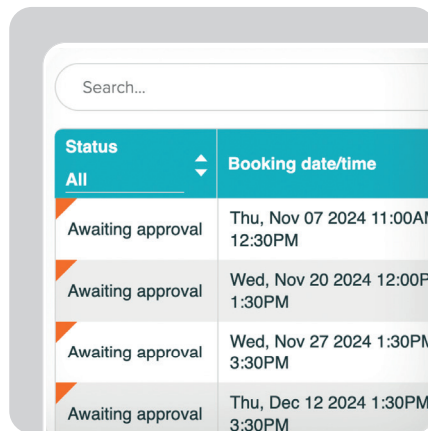 Search...
Status
All
Booking date/time
Awaiting approval
Thu, Nov 07 2024 11:00AM
12:30PM
Awaiting approval
Wed, Nov 20 2024 12:00P
1:30PM
Awaiting approval
Wed, Nov 27 2024 1:30PM
3:30PM
Awaiting approval
Thu, Dec 12 2024 1:30PM
3:30PM